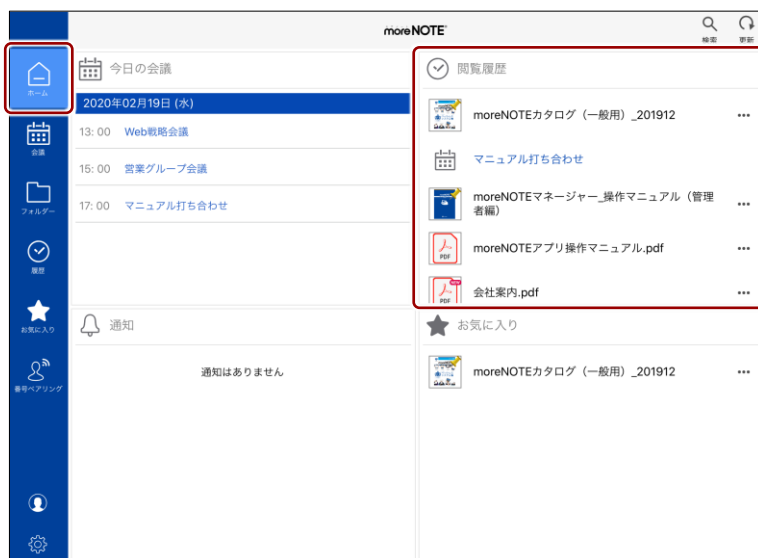 moreNOTE
検索
更新
ホーム
会議
フォルダー
履歴
お気に入り
番号ペアリング
今日の会議
2020年02月19日 (水)
13:00 Web戦略会議
15:00 営業グループ会議
17:00 マニュアル打ち合わせ
閲覧履歴
moreNOTEカタログ（一般用）_201912
マニュアル打ち合わせ
moreNOTEマネージャー_操作マニュアル（管理
者編）
PDF
moreNOTEアプリ操作マニュアル.pdf
PDF
会社案内.pdf
通知
通知はありません
お気に入り
moreNOTEカタログ（一般用）_201912